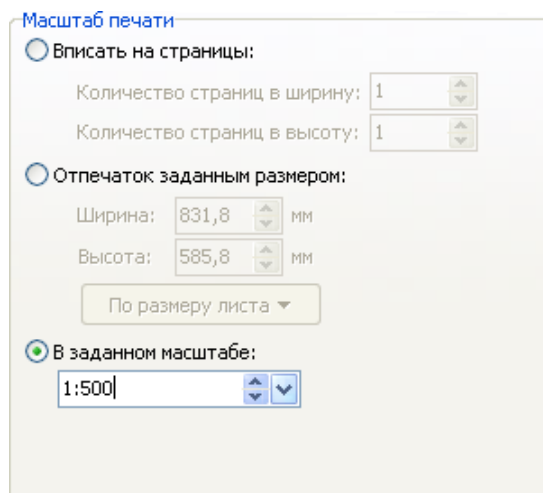 Масштаб печати
Вписать на страницы:
Количество страниц в ширину: 1
Количество страниц в высоту: 1
Отпечаток заданным размером:
Ширина: 831,8 мм
Высота: 585,8 мм
По размеру листа
В заданном масштабе:
1:500